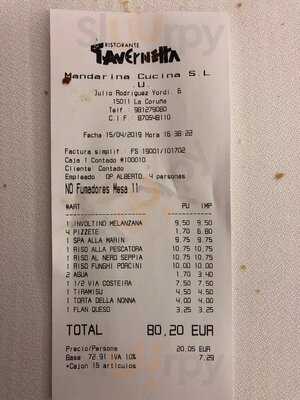 RISTORANTE
TAVERNETTA
Mandarina Cucina S.L
.U.
Julio Rodriguez Yordi, 6
15011 La Coruña
Telf: 981279080
C.I.F: B70548110
Fecha 15/04/2019 Hora 16:38:22
Factura simplif.: FS 19001/101702
Caja 1 Contado #100010
Cliente: Contado
Empleado OP ALBERTO, 4 personas
NO Fumadores Mesa 11
#ART. PU IMP
1 INVOLTINO MELANZANA 9,50 9,50
4 PIZZETE 1,70 6,80
1 SPA ALLA MARIN 9,75 9,75
1 RISO ALLA PESCATORA 10,75 10,75
1 RISO AL NERO SEPPIA 10,75 10,75
1 RISO FUNGHI PORCINI 10,00 10,00
2 AGUA 1,70 3,40
1 1/2 VIA COSTEIRA 7,50 7,50
1 TIRAMISU 4,50 4,50
1 TORTA DELLA NONNA 4,00 4,00
1 FLAN QUESO 3,25 3,25
TOTAL 80,20 EUR
Precio/Persona 20,05 EUR
Base 72,91 IVA 10% 7,29
*Cajon 15 artículos